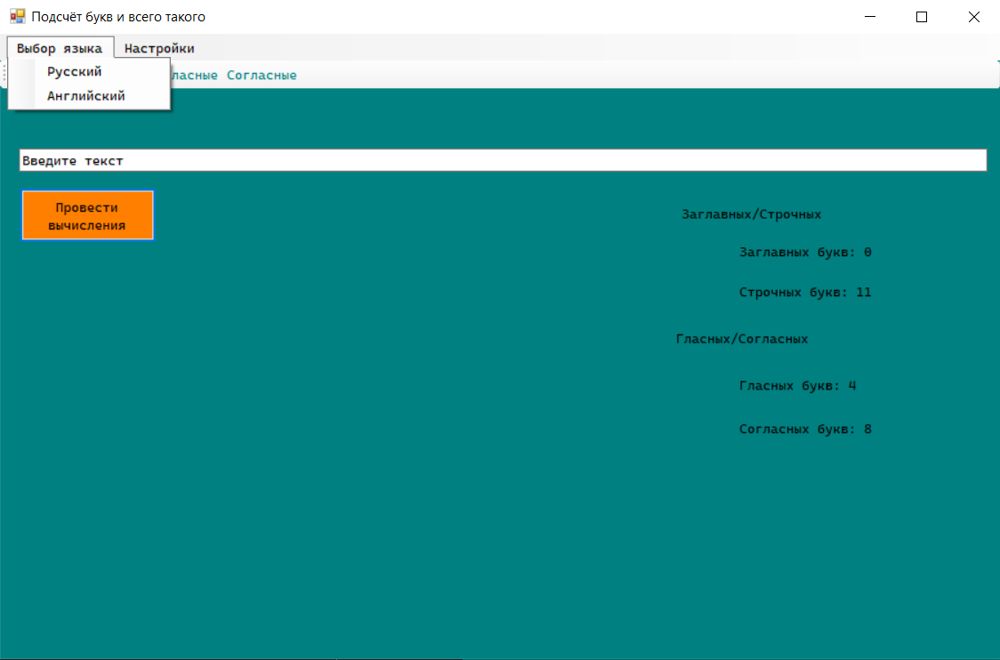 Подсчёт букв и всего такого
Выбор языка Настройки
Русский
Английский
Согласные
Введите текст
Провести
вычисления
Заглавных/Строчных
Заглавных букв: 0
Строчных букв: 11
Гласных/Согласных
Гласных букв: 4
Согласных букв: 8